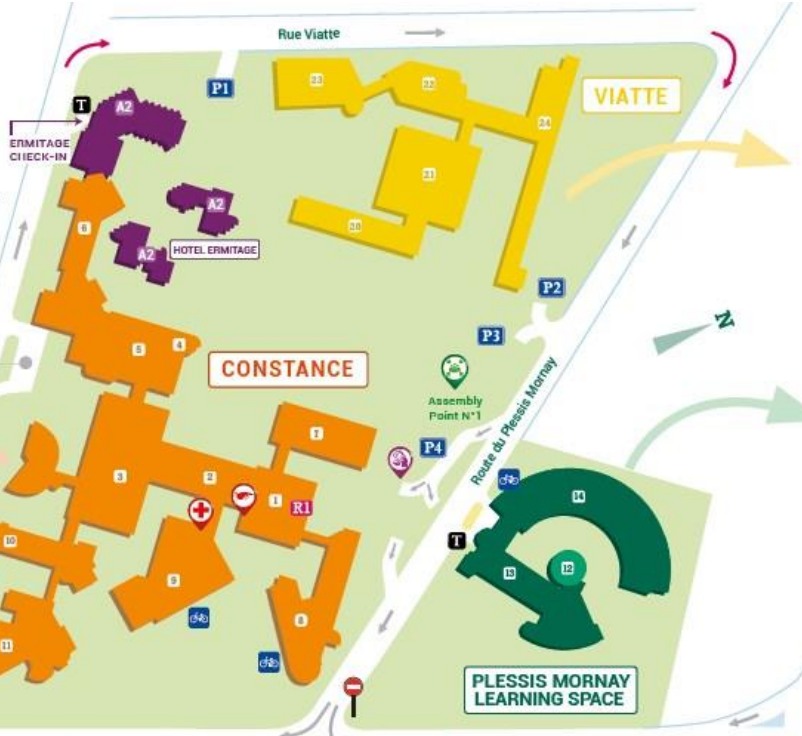 Rue Viatte
P1
23
22
VIATTE
T
A2
24
ERMITAGE
CHECK-IN
21
A2
6
20
A2
HOTEL ERMITAGE
P2
N
P3
5
4
CONSTANCE
Assembly
Point N°1
Route du Plessis Mornay
7
P4
3
2
1
R1
14
10
T
13
12
9
8
11
PLESSIS MORNAY
LEARNING SPACE